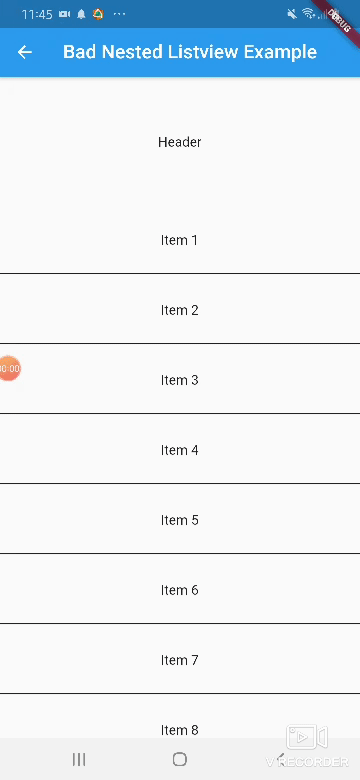 11:45
DEBUG
Bad Nested Listview Example
Header
Item 1
Item 2
00:00
Item 3
Item 4
Item 5
Item 6
Item 7
Item 8
V RECORDER